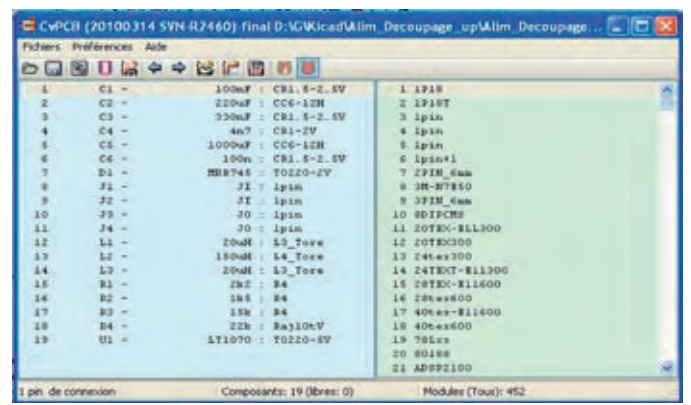 CvPCB (20100314 SVN-R2460)-final D:\G\Kicad\Alim_Decoupage_up\Alim_Decoupage...
Fichiers Préférences Aide
1 C1 - 100nF : CR1.5-2.5V
2 C2 - 220uF : CC6-12H
3 C3 - 330nF : CR1.5-2.5V
4 C4 - 4n7 : CR1-2V
5 C5 - 1000uF : CC6-12H
6 C6 - 100n : CR1.5-2.5V
7 D1 - MBR745 : TO220-2V
8 J1 - JI : 1pin
9 J2 - JI : 1pin
10 J3 - JO : 1pin
11 J4 - JO : 1pin
12 L1 - 20uH : L3_Tore
13 L2 - 150uH : L4_Tore
14 L3 - 20uH : L3_Tore
15 R1 - 2k2 : R4
16 R2 - 1k5 : R4
17 R3 - 15k : R4
18 R4 - 22k : Raj10tV
19 U1 - LT1070 : TO220-5V
1 1P18
2 1P18T
3 1pin
4 1pin
5 1pin
6 1pin+1
7 2PIN_6mm
8 3M-N7E50
9 3PIN_6mm
10 8DIPCMS
11 20TEX-ELL300
12 20TEX300
13 24tex300
14 24TEXT-Ell300
15 28TEX-Ell600
16 28tex600
17 40tex-Ell600
18 40tex600
19 78Lxx
20 80188
21 ADSP2100
1 pin de connexion Composants: 19 (libres: 0) Modules (Tous): 452